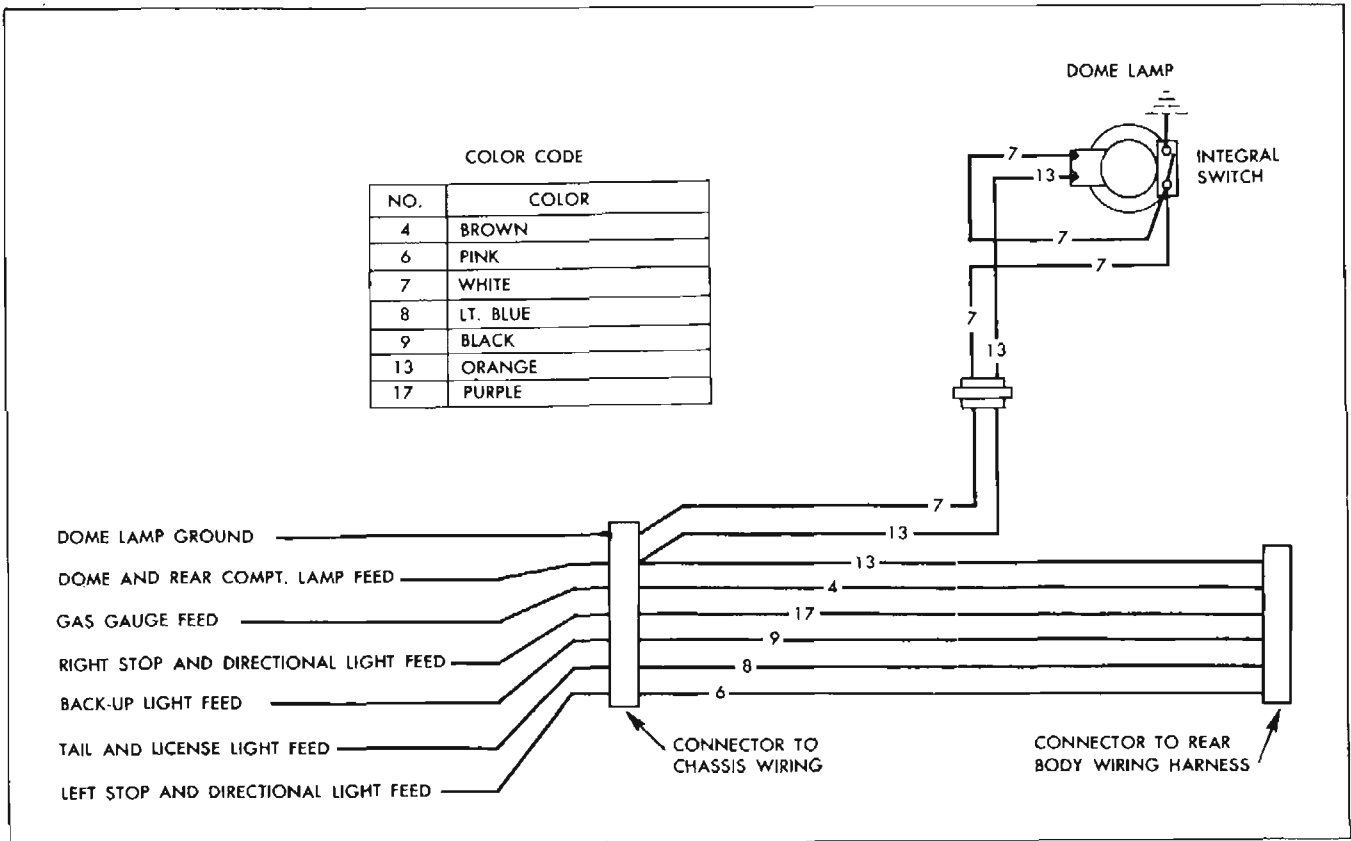 DOME LAMP
INTEGRAL
SWITCH
7
13
7
7
7
13
COLOR CODE
NO. COLOR
4 BROWN
6 PINK
7 WHITE
8 LT. BLUE
9 BLACK
13 ORANGE
17 PURPLE
7
13
13
4
17
9
8
6
DOME LAMP GROUND
DOME AND REAR COMPT. LAMP FEED
GAS GAUGE FEED
RIGHT STOP AND DIRECTIONAL LIGHT FEED
BACK-UP LIGHT FEED
TAIL AND LICENSE LIGHT FEED
LEFT STOP AND DIRECTIONAL LIGHT FEED
CONNECTOR TO
CHASSIS WIRING
CONNECTOR TO REAR
BODY WIRING HARNESS